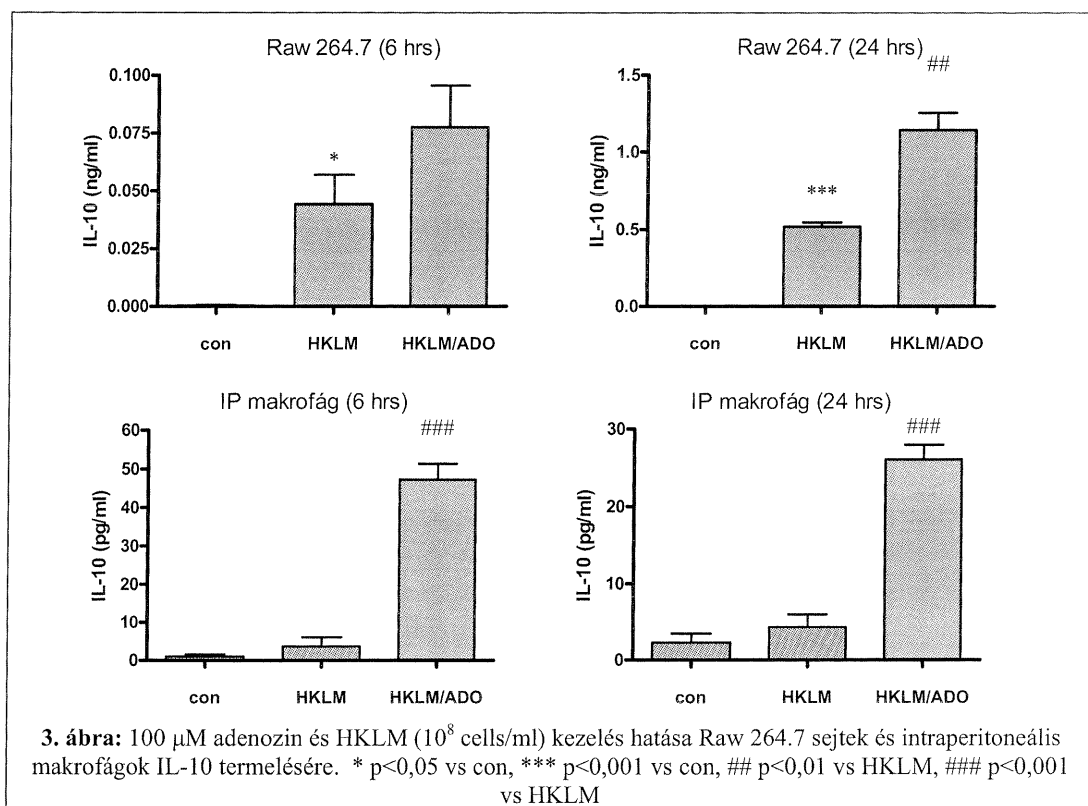 Raw 264.7 (6 hrs)
IL-10 (ng/ml)
0.100
0.075
0.050
0.025
0.000
*
con HKLM HKLM/ADO
Raw 264.7 (24 hrs)
##
IL-10 (ng/ml)
1.5
1.0
0.5
0.0
***
con HKLM HKLM/ADO
IP makrofág (6 hrs)
###
IL-10 (pg/ml)
60
50
40
30
20
10
0
con HKLM HKLM/ADO
IP makrofág (24 hrs)
###
IL-10 (pg/ml)
30
20
10
0
con HKLM HKLM/ADO
3. ábra: 100 μM adenozin és HKLM (10⁸ cells/ml) kezelés hatása Raw 264.7 sejtek és intraperitoneális
makrofágok IL-10 termelésére. * p<0,05 vs con, *** p<0,001 vs con, ## p<0,01 vs HKLM, ### p<0,001
vs HKLM